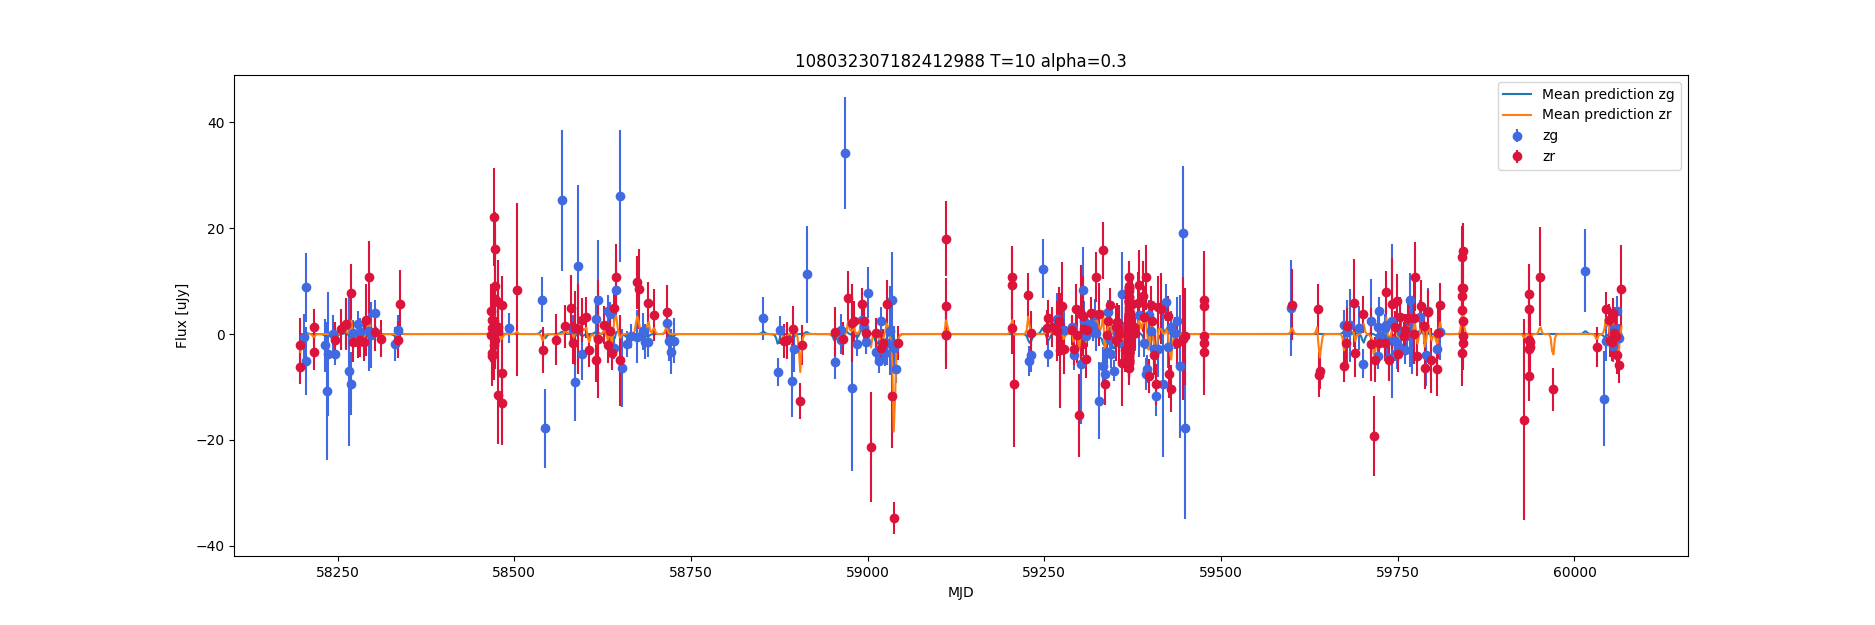 108032307182412988 T=10 alpha=0.3
Mean prediction zg
Mean prediction zr
zg
zr
Flux [uJy]
40
20
0
−20
−40
58250 58500 58750 59000 59250 59500 59750 60000
MJD